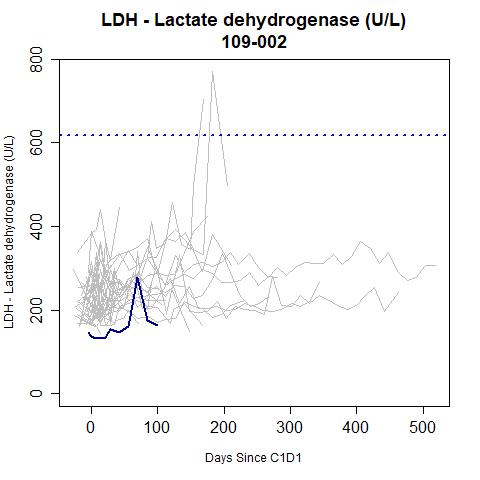 LDH - Lactate dehydrogenase (U/L)
109-002
LDH - Lactate dehydrogenase (U/L)
800
600
400
200
0
0 100 200 300 400 500
Days Since C1D1